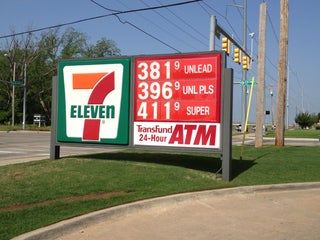 7
ELEVEN
381 9 UNLEAD
396 9 UNL PLS
411 9 SUPER
Transfund
24-Hour ATM